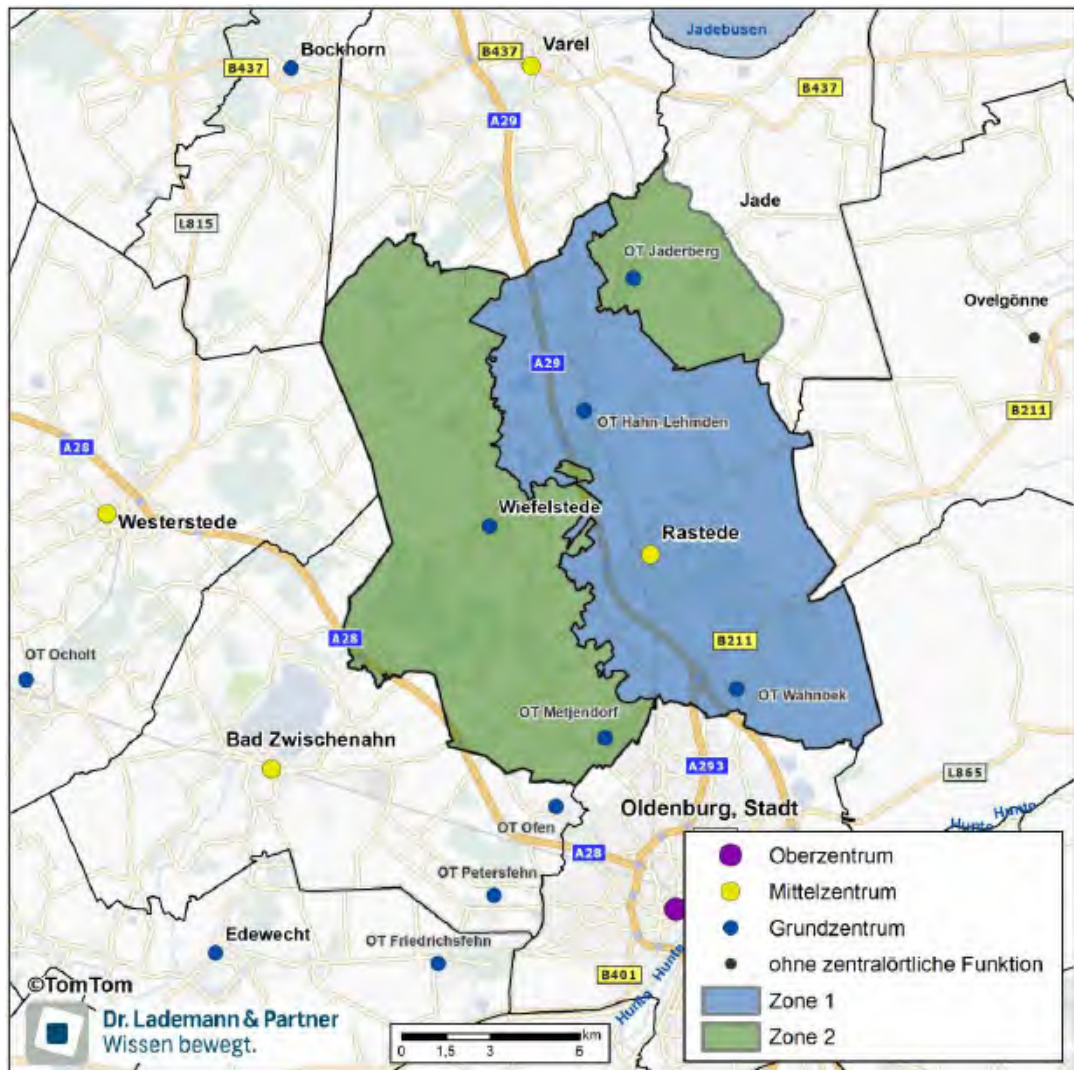 Jadebusen
Bockhorn
Varel
B437
B437
B437
A29
Jade
L815
OT Jaderberg
Ovelgönne
A29
B211
OT Hahn-Lehmden
A28
Wiefelstede
Westerstede
Rastede
A28
B211
OT Ocholt
OT Wahnbek
OT Metjendorf
Bad Zwischenahn
A293
L865
Oldenburg, Stadt
Hunte
Hunte
OT Ofen
A28
OT Petersfehn
Edewecht
OT Friedrichsfehn
B401
Hunte
Hunte
Oberzentrum
Mittelzentrum
Grundzentrum
ohne zentralörtliche Funktion
Zone 1
Zone 2
©TomTom
Dr. Lademann & Partner
Wissen bewegt.
km
0 1,5 3 6